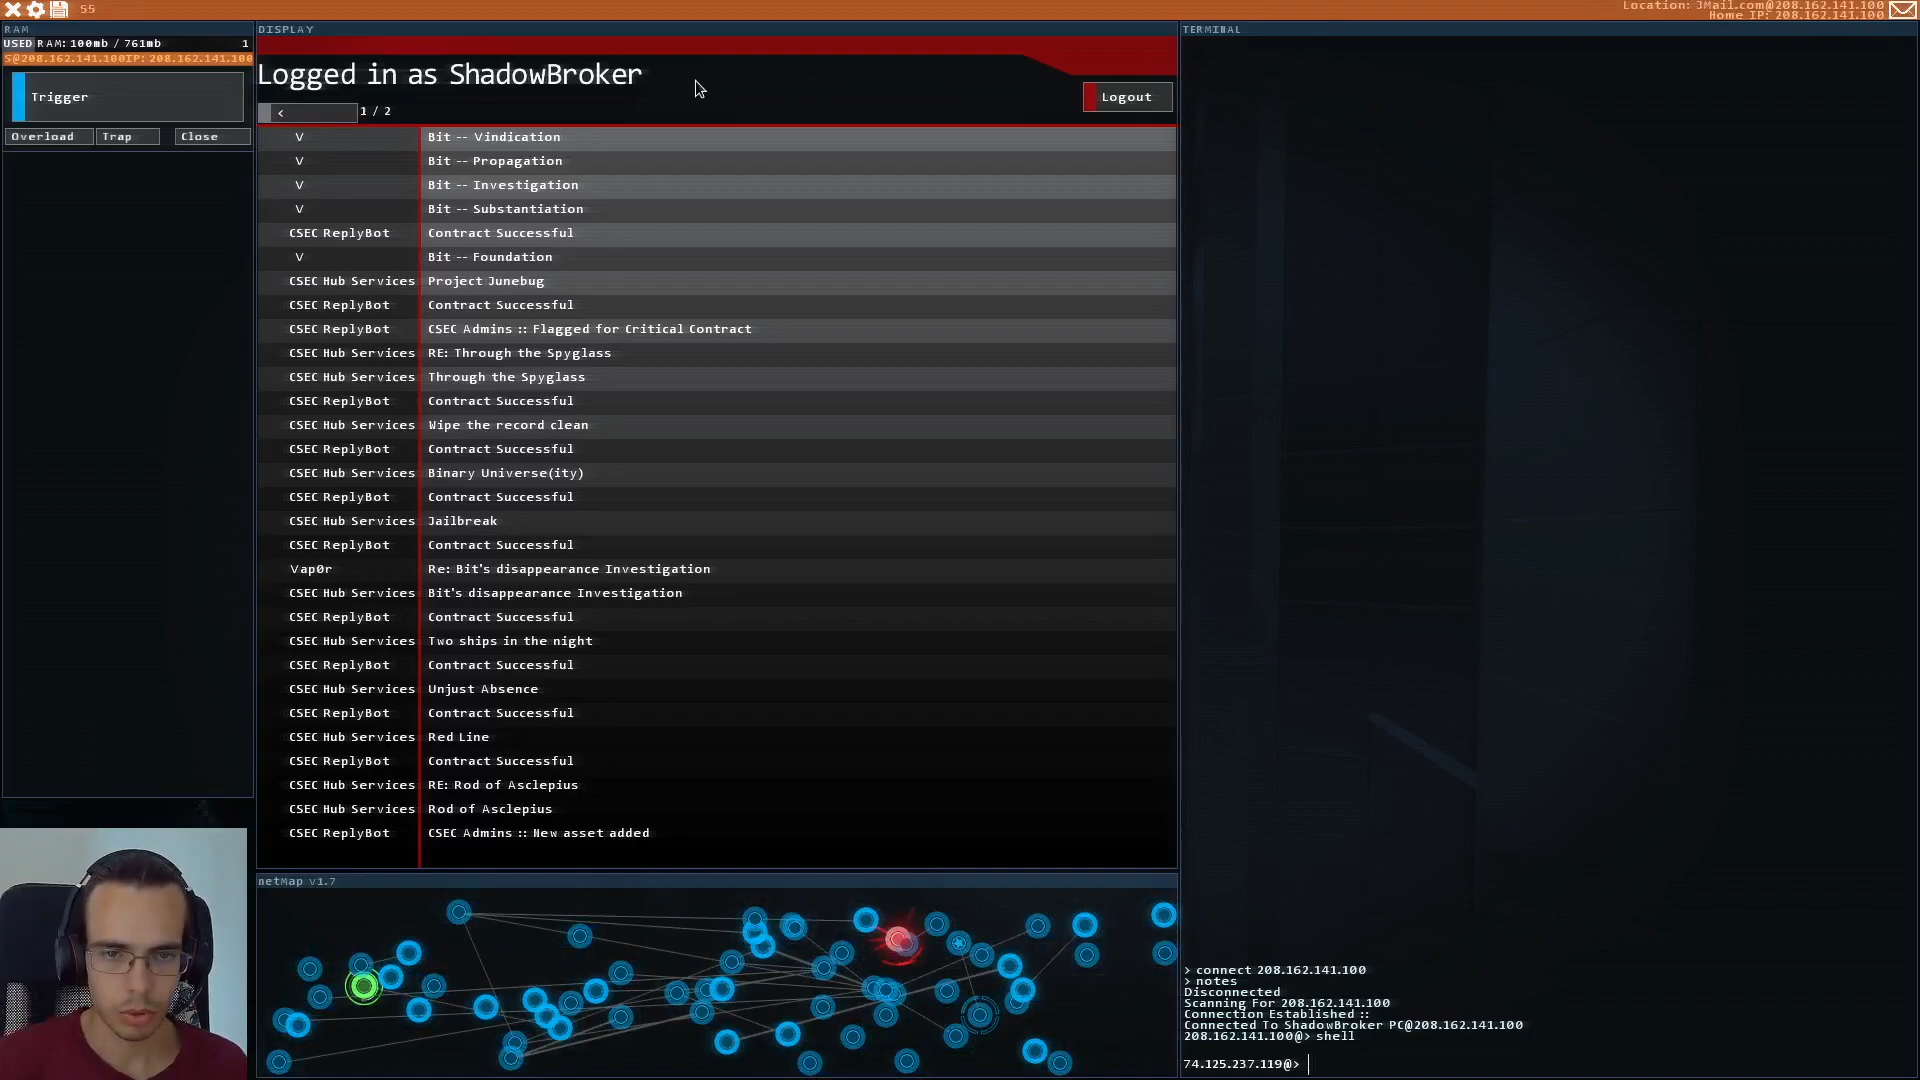 55
Location: JMail.com@208.162.141.100
Home IP: 208.162.141.100
RAM
USED RAM: 100mb / 761mb 1
S@208.162.141.100IP: 208.162.141.100
Trigger
Overload Trap Close
DISPLAY
Logged in as ShadowBroker
Logout
< 1 / 2
V Bit -- Vindication
V Bit -- Propagation
V Bit -- Investigation
V Bit -- Substantiation
CSEC ReplyBot Contract Successful
V Bit -- Foundation
CSEC Hub Services Project Junebug
CSEC ReplyBot Contract Successful
CSEC ReplyBot CSEC Admins :: Flagged for Critical Contract
CSEC Hub Services RE: Through the Spyglass
CSEC Hub Services Through the Spyglass
CSEC ReplyBot Contract Successful
CSEC Hub Services Wipe the record clean
CSEC ReplyBot Contract Successful
CSEC Hub Services Binary Universe(ity)
CSEC ReplyBot Contract Successful
CSEC Hub Services Jailbreak
CSEC ReplyBot Contract Successful
Vap0r Re: Bit's disappearance Investigation
CSEC Hub Services Bit's disappearance Investigation
CSEC ReplyBot Contract Successful
CSEC Hub Services Two ships in the night
CSEC ReplyBot Contract Successful
CSEC Hub Services Unjust Absence
CSEC ReplyBot Contract Successful
CSEC Hub Services Red Line
CSEC ReplyBot Contract Successful
CSEC Hub Services RE: Rod of Asclepius
CSEC Hub Services Rod of Asclepius
CSEC ReplyBot CSEC Admins :: New asset added
netMap v1.7
TERMINAL
> connect 208.162.141.100
> notes
Disconnected
Scanning For 208.162.141.100
Connection Established ::
Connected To ShadowBroker PC@208.162.141.100
208.162.141.100@> shell
74.125.237.119@>